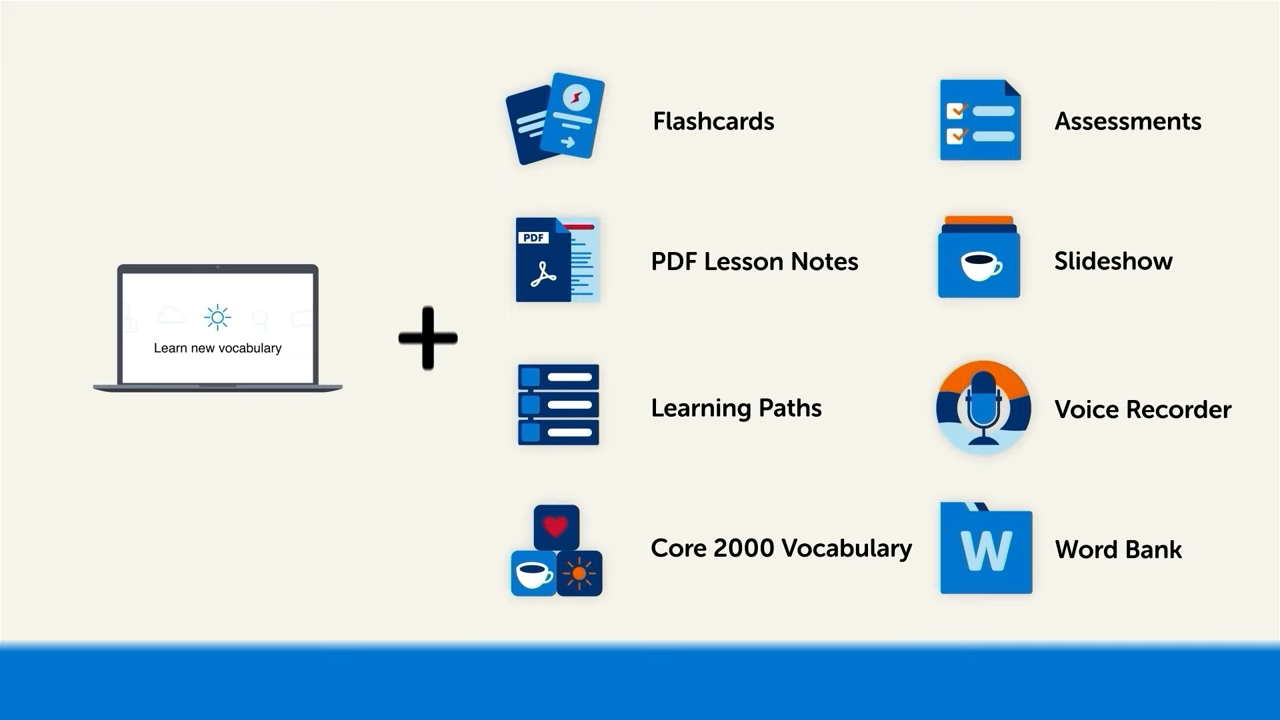 Learn new vocabulary
Flashcards
Assessments
PDF
PDF Lesson Notes
Slideshow
Learning Paths
Voice Recorder
Core 2000 Vocabulary
W
Word Bank